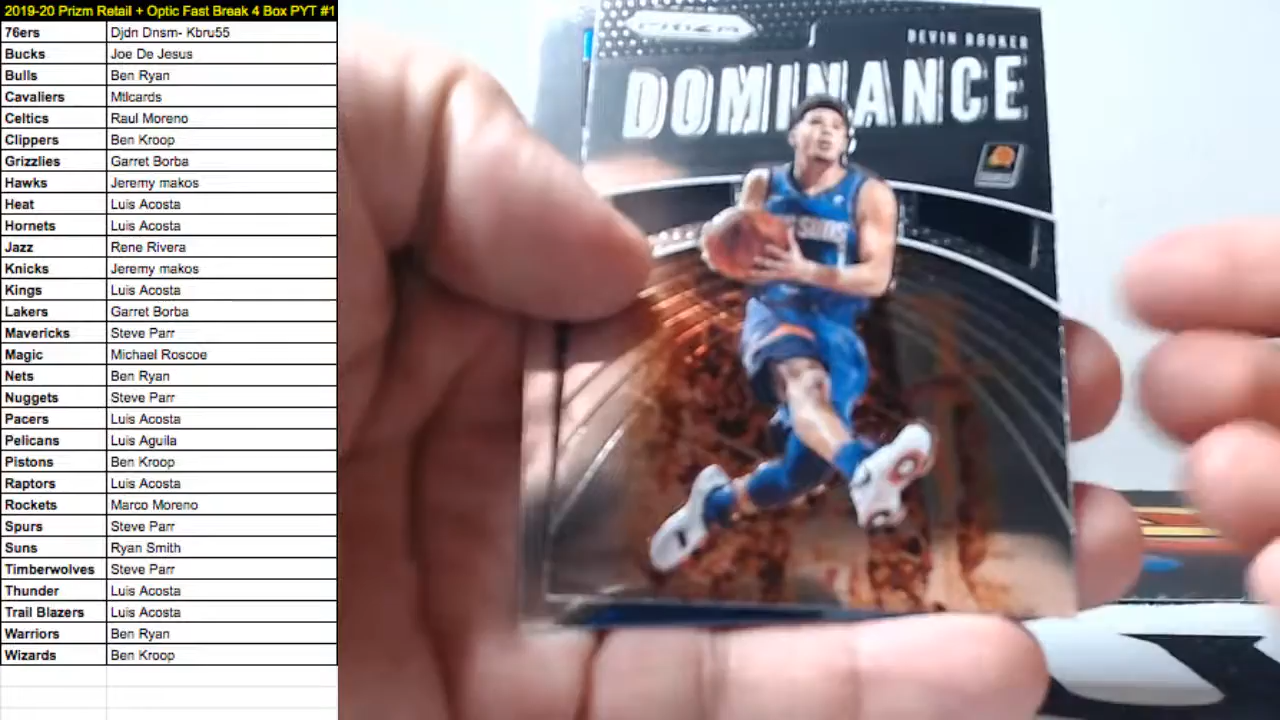 2019-20 Prizm Retail + Optic Fast Break 4 Box PYT #1
76ers Djdn Dnsm- Kbru55
Bucks Joe De Jesus
Bulls Ben Ryan
Cavaliers Mtlcards
Celtics Raul Moreno
Clippers Ben Kroop
Grizzlies Garret Borba
Hawks Jeremy makos
Heat Luis Acosta
Hornets Luis Acosta
Jazz Rene Rivera
Knicks Jeremy makos
Kings Luis Acosta
Lakers Garret Borba
Mavericks Steve Parr
Magic Michael Roscoe
Nets Ben Ryan
Nuggets Steve Parr
Pacers Luis Acosta
Pelicans Luis Aguila
Pistons Ben Kroop
Raptors Luis Acosta
Rockets Marco Moreno
Spurs Steve Parr
Suns Ryan Smith
Timberwolves Steve Parr
Thunder Luis Acosta
Trail Blazers Luis Acosta
Warriors Ben Ryan
Wizards Ben Kroop
PRIZM
DEVIN BOOKER
DOMINANCE
SUNS